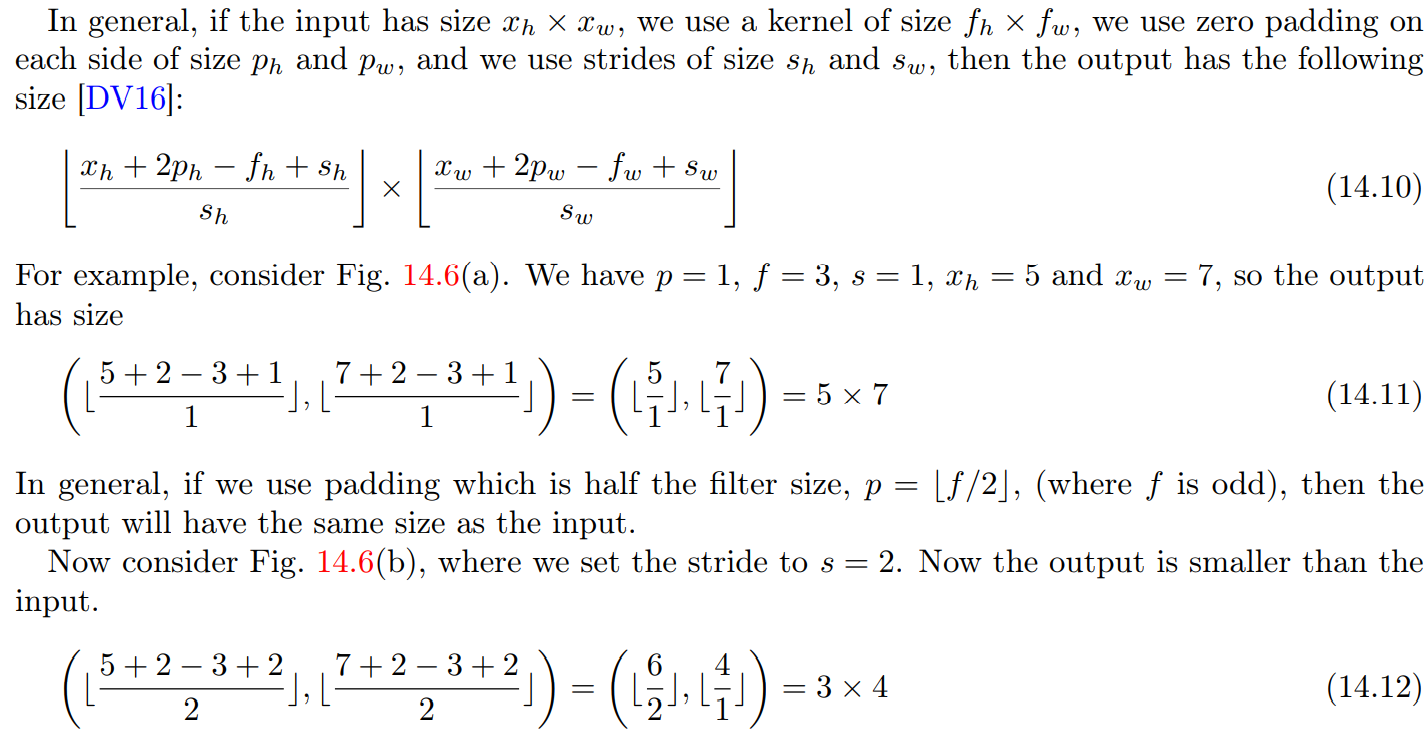 In general, if the input has size $x_h \times x_w$, we use a kernel of size $f_h \times f_w$, we use zero padding on
each side of size $p_h$ and $p_w$, and we use strides of size $s_h$ and $s_w$, then the output has the following
size [DV16]:
$$\left\lfloor \frac{x_h + 2p_h - f_h + s_h}{s_h} \right\rfloor \times \left\lfloor \frac{x_w + 2p_w - f_w + s_w}{s_w} \right\rfloor$$ (14.10)
For example, consider Fig. 14.6(a). We have $p = 1$, $f = 3$, $s = 1$, $x_h = 5$ and $x_w = 7$, so the output
has size
$$\left( \lfloor \frac{5 + 2 - 3 + 1}{1} \rfloor, \lfloor \frac{7 + 2 - 3 + 1}{1} \rfloor \right) = \left( \lfloor \frac{5}{1} \rfloor, \lfloor \frac{7}{1} \rfloor \right) = 5 \times 7$$ (14.11)
In general, if we use padding which is half the filter size, $p = \lfloor f/2 \rfloor$, (where $f$ is odd), then the
output will have the same size as the input.
Now consider Fig. 14.6(b), where we set the stride to $s = 2$. Now the output is smaller than the
input.
$$\left( \lfloor \frac{5 + 2 - 3 + 2}{2} \rfloor, \lfloor \frac{7 + 2 - 3 + 2}{2} \rfloor \right) = \left( \lfloor \frac{6}{2} \rfloor, \lfloor \frac{4}{1} \rfloor \right) = 3 \times 4$$ (14.12)